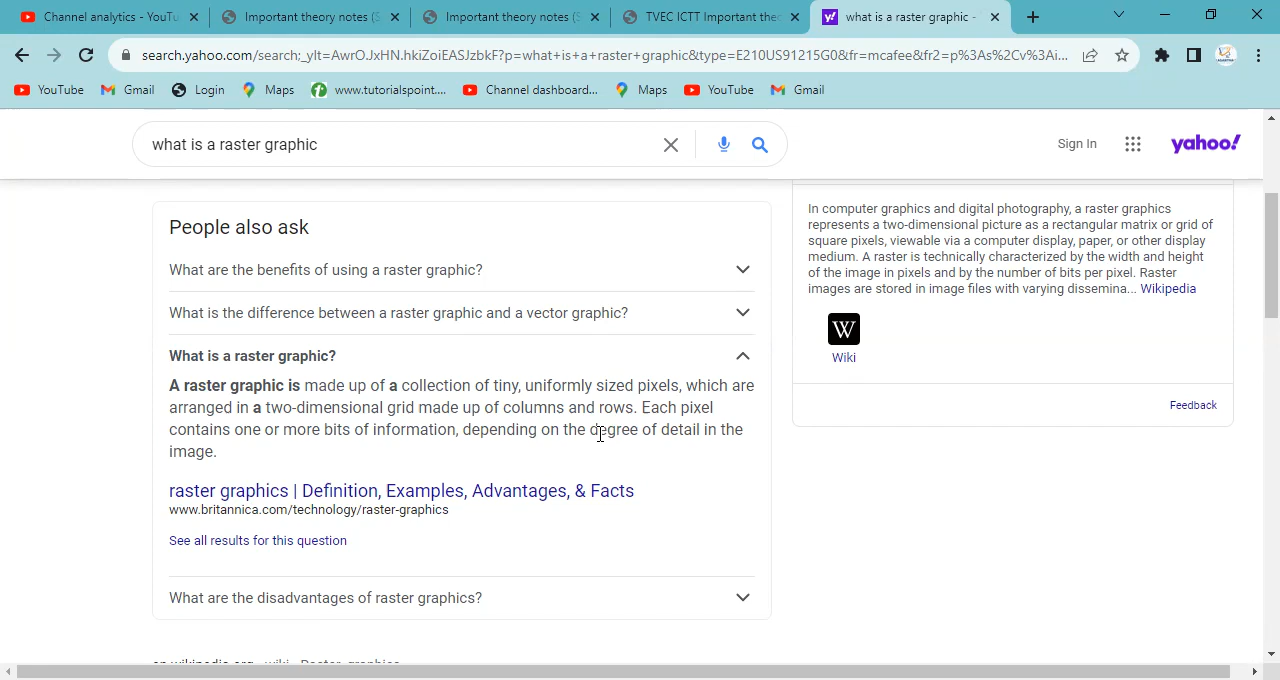 Channel analytics - YouTu
Important theory notes (S
Important theory notes (S
TVEC ICTT Important theo
what is a raster graphic -
search.yahoo.com/search;_ylt=AwrO.JxHN.hkiZoiEASJzbkF?p=what+is+a+raster+graphic&type=E210US91215G0&fr=mcafee&fr2=p%3As%2Cv%3Ai...
YouTube Gmail Login Maps www.tutorialspoint.... Channel dashboard... Maps YouTube Gmail
what is a raster graphic
Sign In
yahoo!
People also ask
What are the benefits of using a raster graphic?
What is the difference between a raster graphic and a vector graphic?
What is a raster graphic?
A raster graphic is made up of a collection of tiny, uniformly sized pixels, which are
arranged in a two-dimensional grid made up of columns and rows. Each pixel
contains one or more bits of information, depending on the degree of detail in the
image.
raster graphics | Definition, Examples, Advantages, & Facts
www.britannica.com/technology/raster-graphics
See all results for this question
What are the disadvantages of raster graphics?
en.wikipedia.org › wiki › Raster_graphics
In computer graphics and digital photography, a raster graphics
represents a two-dimensional picture as a rectangular matrix or grid of
square pixels, viewable via a computer display, paper, or other display
medium. A raster is technically characterized by the width and height
of the image in pixels and by the number of bits per pixel. Raster
images are stored in image files with varying dissemina... Wikipedia
W
Wiki
Feedback